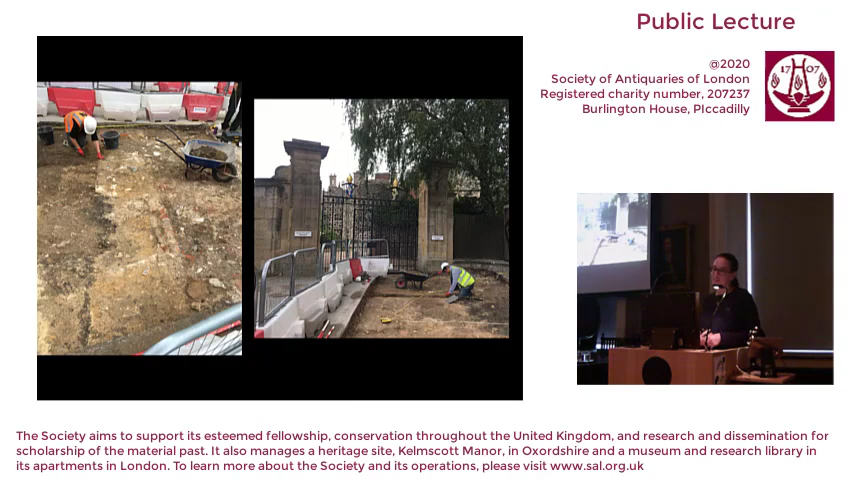 Public Lecture
@2020
Society of Antiquaries of London
Registered charity number, 207237
Burlington House, PIccadilly
17 07
The Society aims to support its esteemed fellowship, conservation throughout the United Kingdom, and research and dissemination for
scholarship of the material past. It also manages a heritage site, Kelmscott Manor, in Oxordshire and a museum and research library in
its apartments in London. To learn more about the Society and its operations, please visit www.sal.org.uk